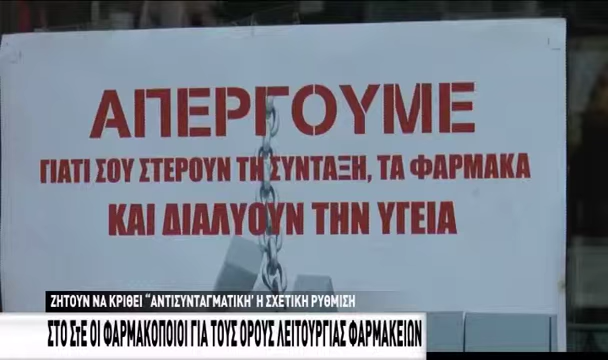 ΑΠΕΡΓΟΥΜΕ
ΓΙΑΤΙ ΣΟΥ ΣΤΕΡΟΥΝ ΤΗ ΣΥΝΤΑΞΗ, ΤΑ ΦΑΡΜΑΚΑ
ΚΑΙ ΔΙΑΛΥΟΥΝ ΤΗΝ ΥΓΕΙΑ
ΖΗΤΟΥΝ ΝΑ ΚΡΙΘΕΙ "ΑΝΤΙΣΥΝΤΑΓΜΑΤΙΚΗ' Η ΣΧΕΤΙΚΗ ΡΥΘΜΙΣΗ
ΣΤΟ ΣτΕ ΟΙ ΦΑΡΜΑΚΟΠΟΙΟΙ ΓΙΑ ΤΟΥΣ ΟΡΟΥΣ ΛΕΙΤΟΥΡΓΙΑΣ ΦΑΡΜΑΚΕΙΩΝ